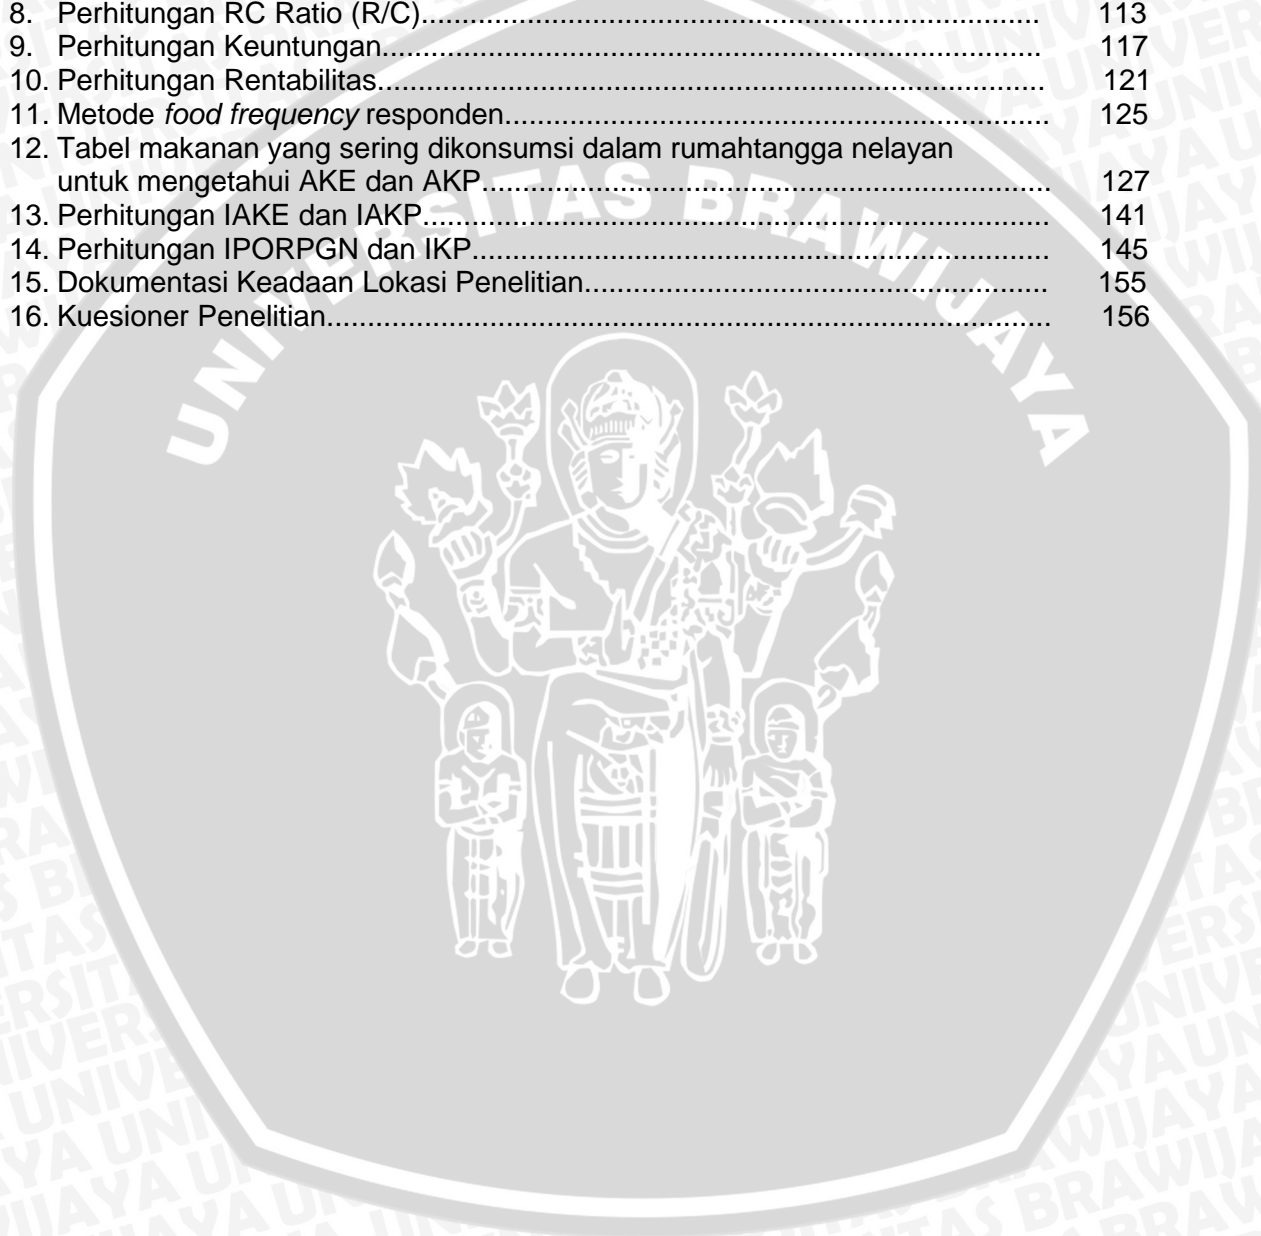 8. Perhitungan RC Ratio (R/C)............................................................................ 113
9. Perhitungan Keuntungan................................................................................. 117
10. Perhitungan Rentabilitas.................................................................................. 121
11. Metode food frequency responden................................................................... 125
12. Tabel makanan yang sering dikonsumsi dalam rumahtangga nelayan
untuk mengetahui AKE dan AKP...................................................................... 127
13. Perhitungan IAKE dan IAKP............................................................................. 141
14. Perhitungan IPORPGN dan IKP....................................................................... 145
15. Dokumentasi Keadaan Lokasi Penelitian......................................................... 155
16. Kuesioner Penelitian......................................................................................... 156
UNIVERSITAS BRAWIJAYA